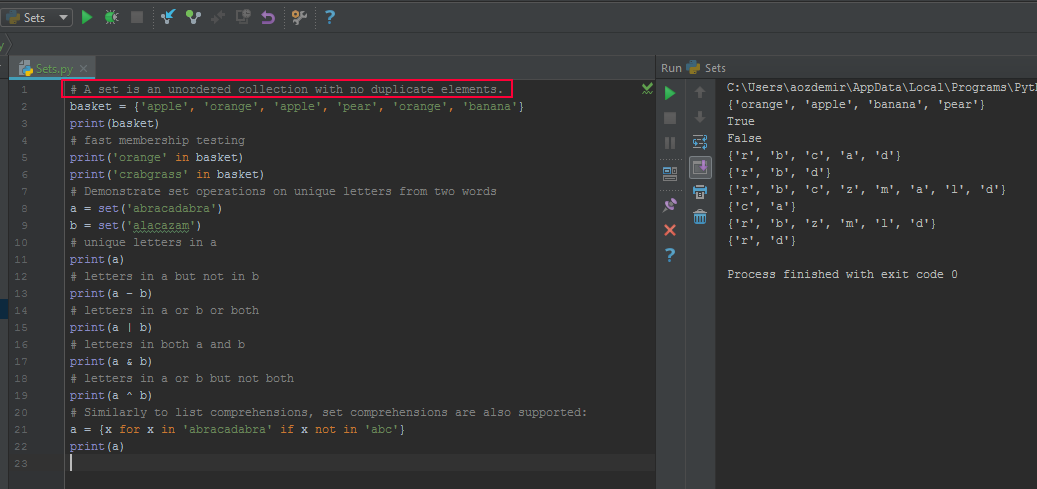 Sets
Sets.py
1 # A set is an unordered collection with no duplicate elements.
2 basket = {'apple', 'orange', 'apple', 'pear', 'orange', 'banana'}
3 print(basket)
4 # fast membership testing
5 print('orange' in basket)
6 print('crabgrass' in basket)
7 # Demonstrate set operations on unique letters from two words
8 a = set('abracadabra')
9 b = set('alacazam')
10 # unique letters in a
11 print(a)
12 # letters in a but not in b
13 print(a - b)
14 # letters in a or b or both
15 print(a | b)
16 # letters in both a and b
17 print(a & b)
18 # letters in a or b but not both
19 print(a ^ b)
20 # Similarly to list comprehensions, set comprehensions are also supported:
21 a = {x for x in 'abracadabra' if x not in 'abc'}
22 print(a)
23
Run Sets
C:\Users\aozdemir\AppData\Local\Programs\Pyth
{'orange', 'apple', 'banana', 'pear'}
True
False
{'r', 'b', 'c', 'a', 'd'}
{'r', 'b', 'd'}
{'r', 'b', 'c', 'z', 'm', 'a', 'l', 'd'}
{'c', 'a'}
{'r', 'b', 'z', 'm', 'l', 'd'}
{'r', 'd'}
Process finished with exit code 0